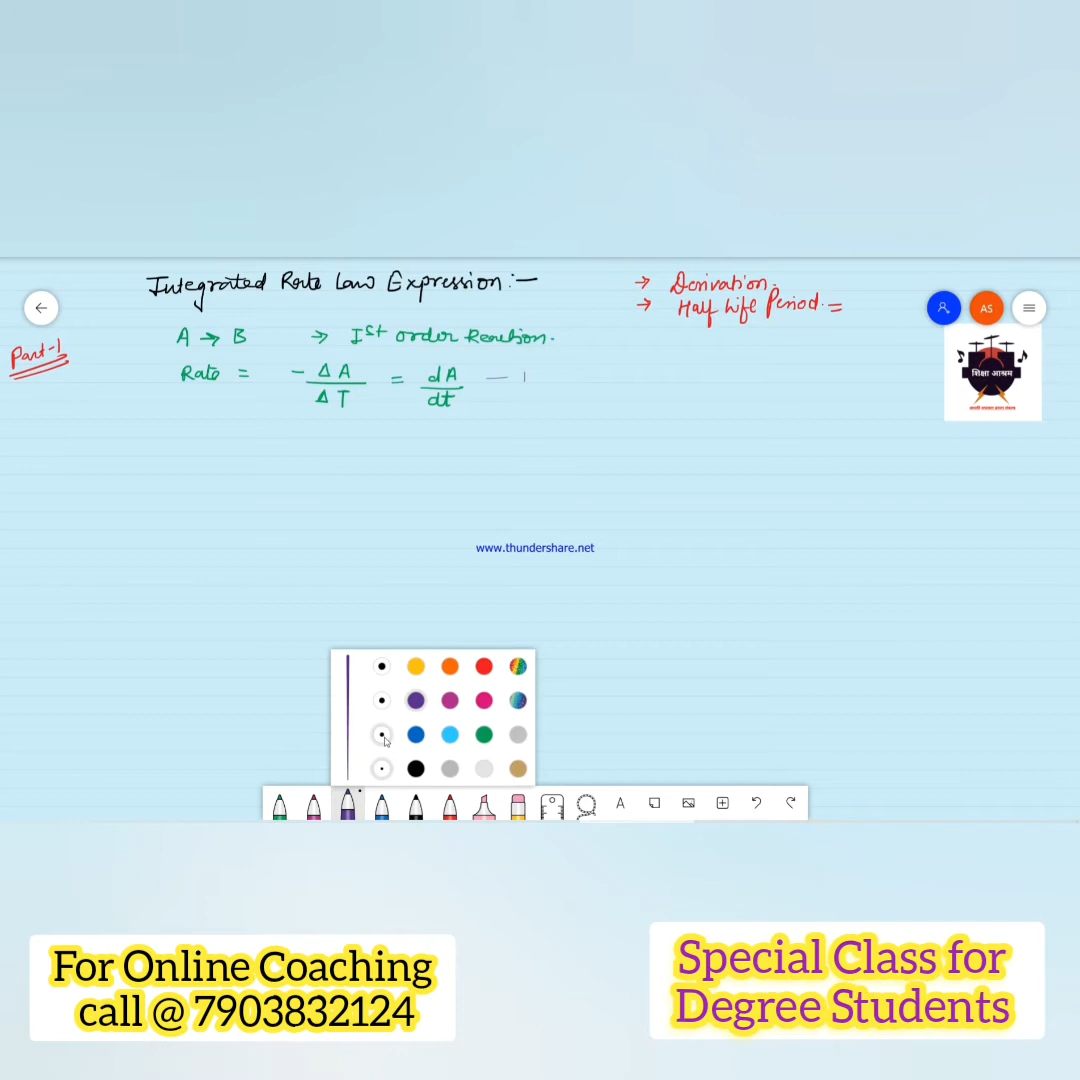 Integrated Rate Law Expression :-
→ Derivation.
→ Half Life Period. =
Part-1
A → B → Ist order Reaction.
Rate = - ΔA / ΔT = dA / dt — 1
AS
शिक्षा आश्रम
www.thundershare.net
A
For Online Coaching
call @ 7903832124
Special Class for
Degree Students